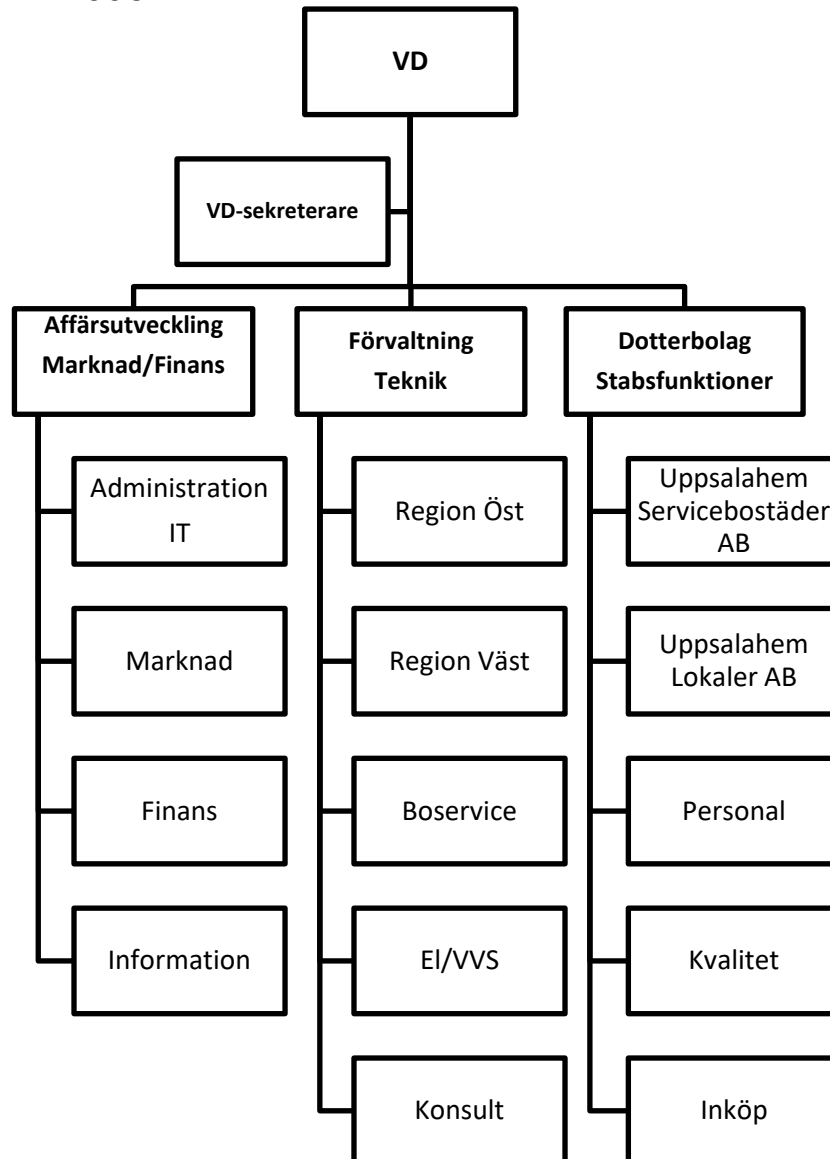 VD
VD-sekreterare
Affärsutveckling
Marknad/Finans
Förvaltning
Teknik
Dotterbolag
Stabsfunktioner
Administration
IT
Region Öst
Uppsalahem
Servicebostäder
AB
Marknad
Region Väst
Uppsalahem
Lokaler AB
Finans
Boservice
Personal
Information
El/VVS
Kvalitet
Konsult
Inköp